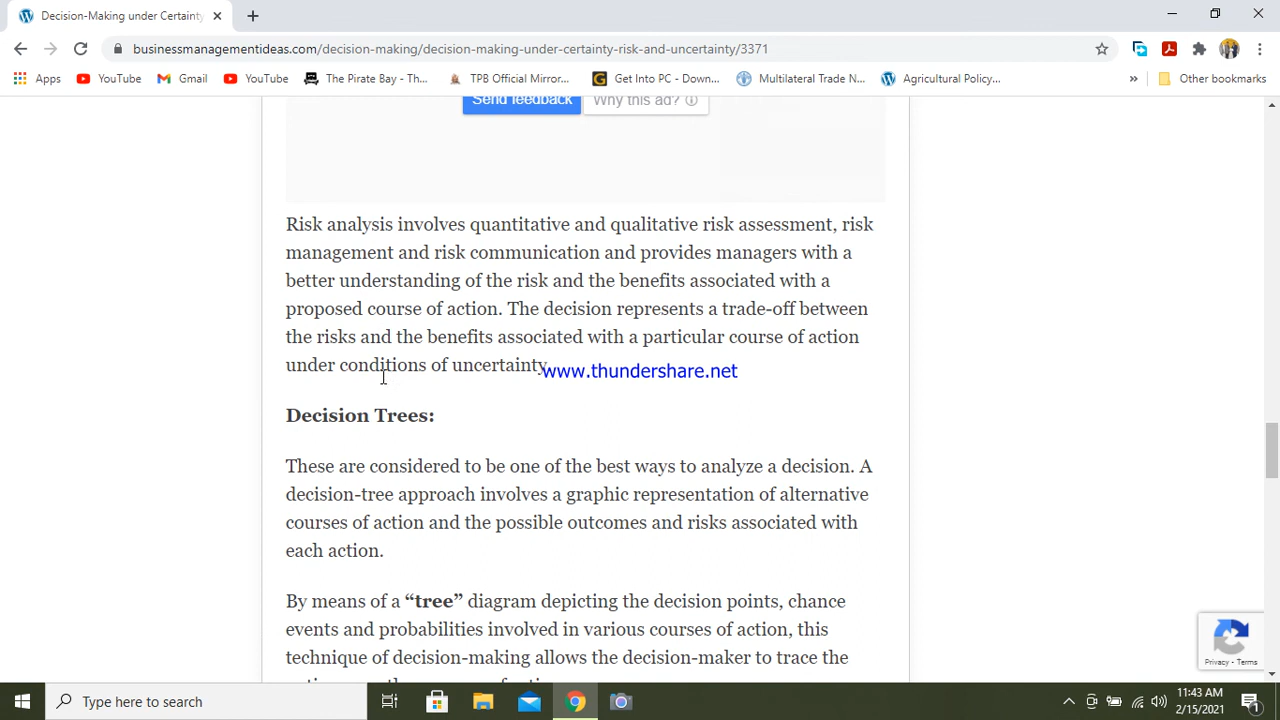 Decision-Making under Certainty
businessmanagementideas.com/decision-making/decision-making-under-certainty-risk-and-uncertainty/3371
Apps YouTube Gmail YouTube The Pirate Bay - Th... TPB Official Mirror... Get Into PC - Down... Multilateral Trade N... Agricultural Policy... » Other bookmarks
Send feedback Why this ad?
Risk analysis involves quantitative and qualitative risk assessment, risk
management and risk communication and provides managers with a
better understanding of the risk and the benefits associated with a
proposed course of action. The decision represents a trade-off between
the risks and the benefits associated with a particular course of action
under conditions of uncertainty
www.thundershare.net
Decision Trees:
These are considered to be one of the best ways to analyze a decision. A
decision-tree approach involves a graphic representation of alternative
courses of action and the possible outcomes and risks associated with
each action.
By means of a “tree” diagram depicting the decision points, chance
events and probabilities involved in various courses of action, this
technique of decision-making allows the decision-maker to trace the
Privacy - Terms
Type here to search
11:43 AM
2/15/2021
1